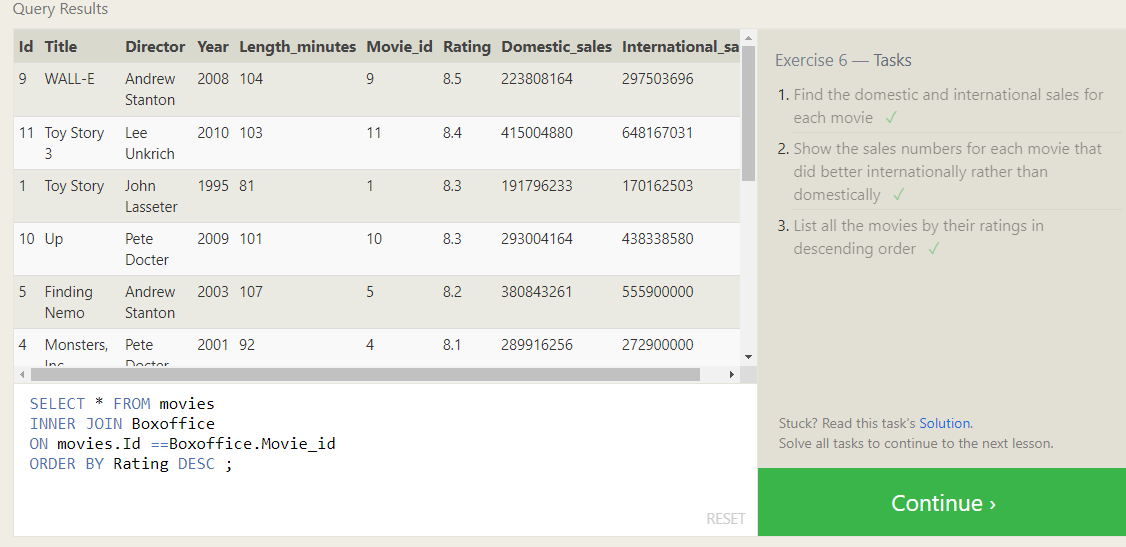 Query Results
Id Title Director Year Length_minutes Movie_id Rating Domestic_sales International_sa
9 WALL-E Andrew 2008 104 9 8.5 223808164 297503696
Stanton
11 Toy Story Lee 2010 103 11 8.4 415004880 648167031
3 Unkrich
1 Toy Story John 1995 81 1 8.3 191796233 170162503
Lasseter
10 Up Pete 2009 101 10 8.3 293004164 438338580
Docter
5 Finding Andrew 2003 107 5 8.2 380843261 555900000
Nemo Stanton
4 Monsters, Pete 2001 92 4 8.1 289916256 272900000
Inc. Docter
SELECT * FROM movies
INNER JOIN Boxoffice
ON movies.Id ==Boxoffice.Movie_id
ORDER BY Rating DESC ;
RESET
Exercise 6 — Tasks
1. Find the domestic and international sales for
each movie ✓
2. Show the sales numbers for each movie that
did better internationally rather than
domestically ✓
3. List all the movies by their ratings in
descending order ✓
Stuck? Read this task's Solution.
Solve all tasks to continue to the next lesson.
Continue ›